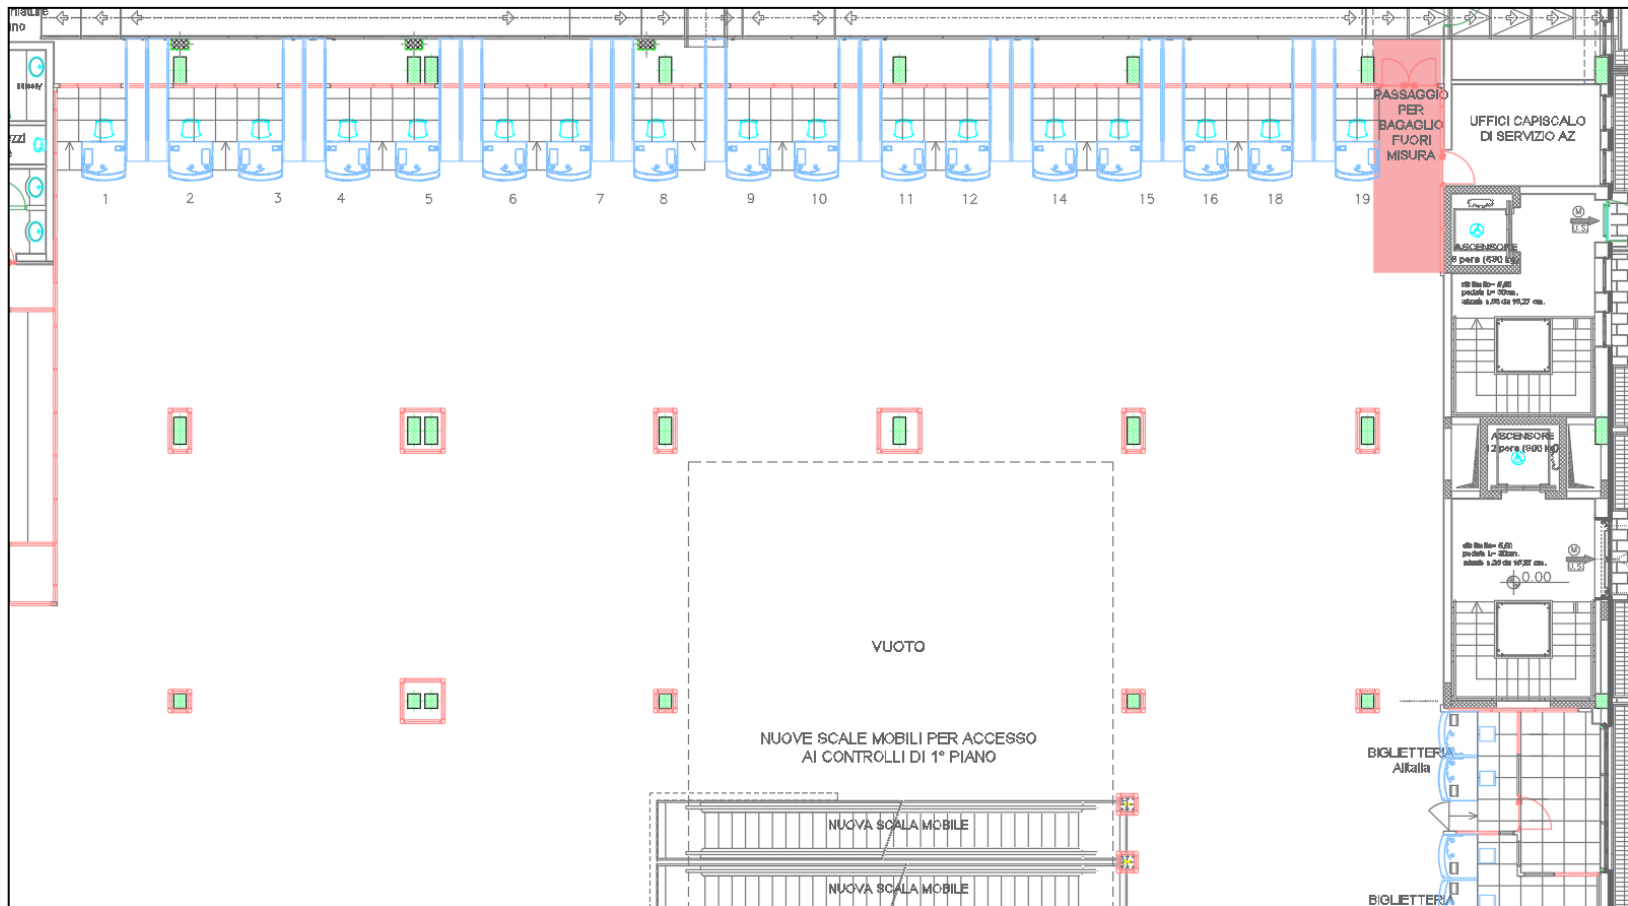 1 2 3 4 5 6 7 8 9 10 11 12 14 15 16 18 19
PASSAGGIO
PER
BAGAGLIO
FUORI
MISURA
UFFICI CAPISCALO
DI SERVIZIO AZ
M
U.S.
ASCENSORE
ASCENSORE
M
U.S.
0.00
VUOTO
NUOVE SCALE MOBILI PER ACCESSO
AI CONTROLLI DI 1° PIANO
NUOVA SCALA MOBILE
NUOVA SCALA MOBILE
BIGLIETTERIA
Alitalia
BIGLIETTERIA